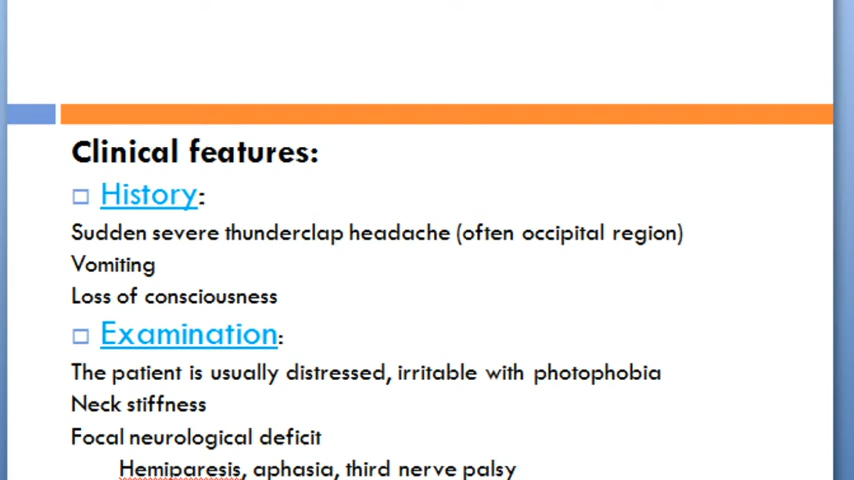 Clinical features:
History:
Sudden severe thunderclap headache (often occipital region)
Vomiting
Loss of consciousness
Examination:
The patient is usually distressed, irritable with photophobia
Neck stiffness
Focal neurological deficit
Hemiparesis, aphasia, third nerve palsy